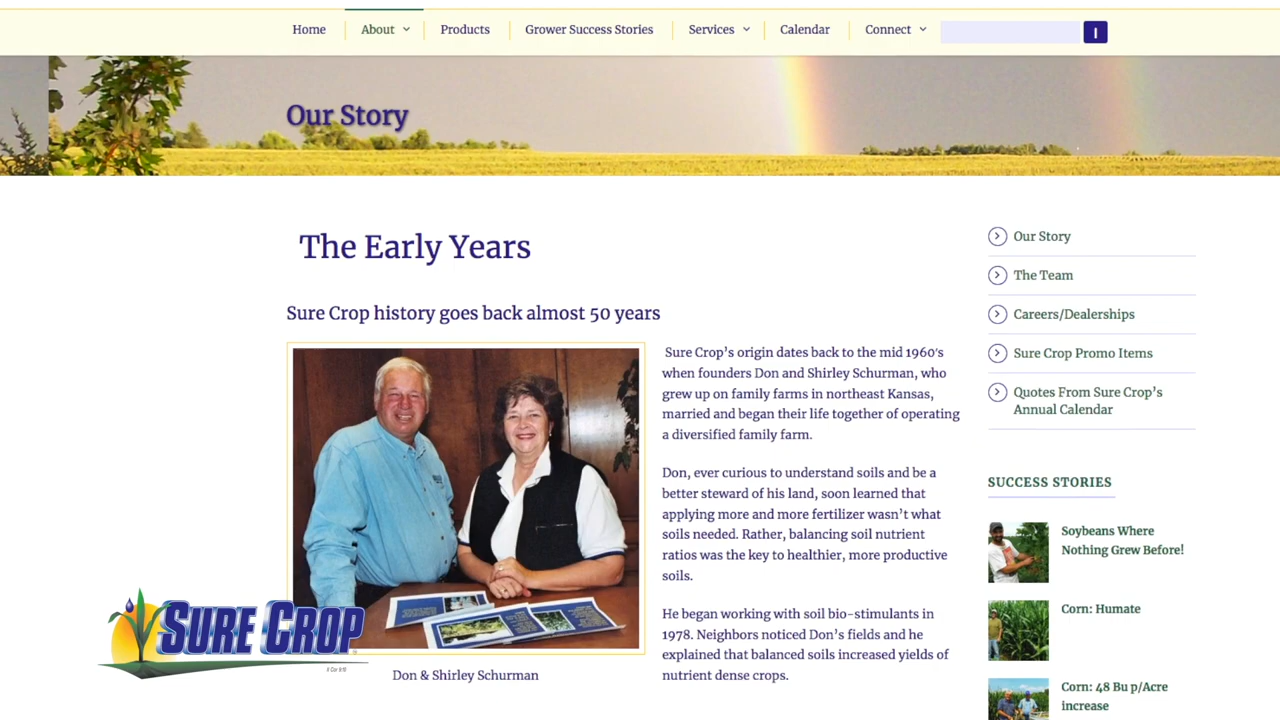 Home
About
Products
Grower Success Stories
Services
Calendar
Connect
Our Story
The Early Years
Sure Crop history goes back almost 50 years
Sure Crop's origin dates back to the mid 1960's
when founders Don and Shirley Schurman, who
grew up on family farms in northeast Kansas,
married and began their life together of operating
a diversified family farm.
Don, ever curious to understand soils and be a
better steward of his land, soon learned that
applying more and more fertilizer wasn't what
soils needed. Rather, balancing soil nutrient
ratios was the key to healthier, more productive
soils.
He began working with soil bio-stimulants in
1978. Neighbors noticed Don's fields and he
explained that balanced soils increased yields of
nutrient dense crops.
SURE CROP
Don & Shirley Schurman
Our Story
The Team
Careers/Dealerships
Sure Crop Promo Items
Quotes From Sure Crop's
Annual Calendar
SUCCESS STORIES
Soybeans Where
Nothing Grew Before!
Corn: Humate
Corn: 48 Bu p/Acre
increase